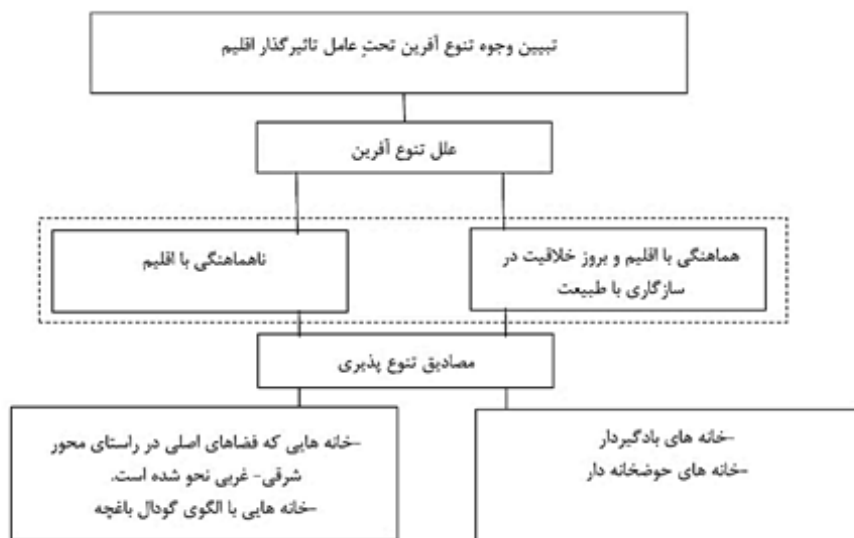 تبیین وجوه تنوع آفرین تحتِ عامل تاثیرگذار اقلیم
علل تنوع آفرین
هماهنگی با اقلیم و بروز خلاقیت در
سازگاری با طبیعت
ناهماهنگی با اقلیم
مصادیق تنوع پذیری
-خانه های بادگیردار
-خانه های حوضخانه دار
-خانه هایی که فضاهای اصلی در راستای محور
شرقی- غربی نحو شده است.
-خانه هایی با الگوی گودال باغچه